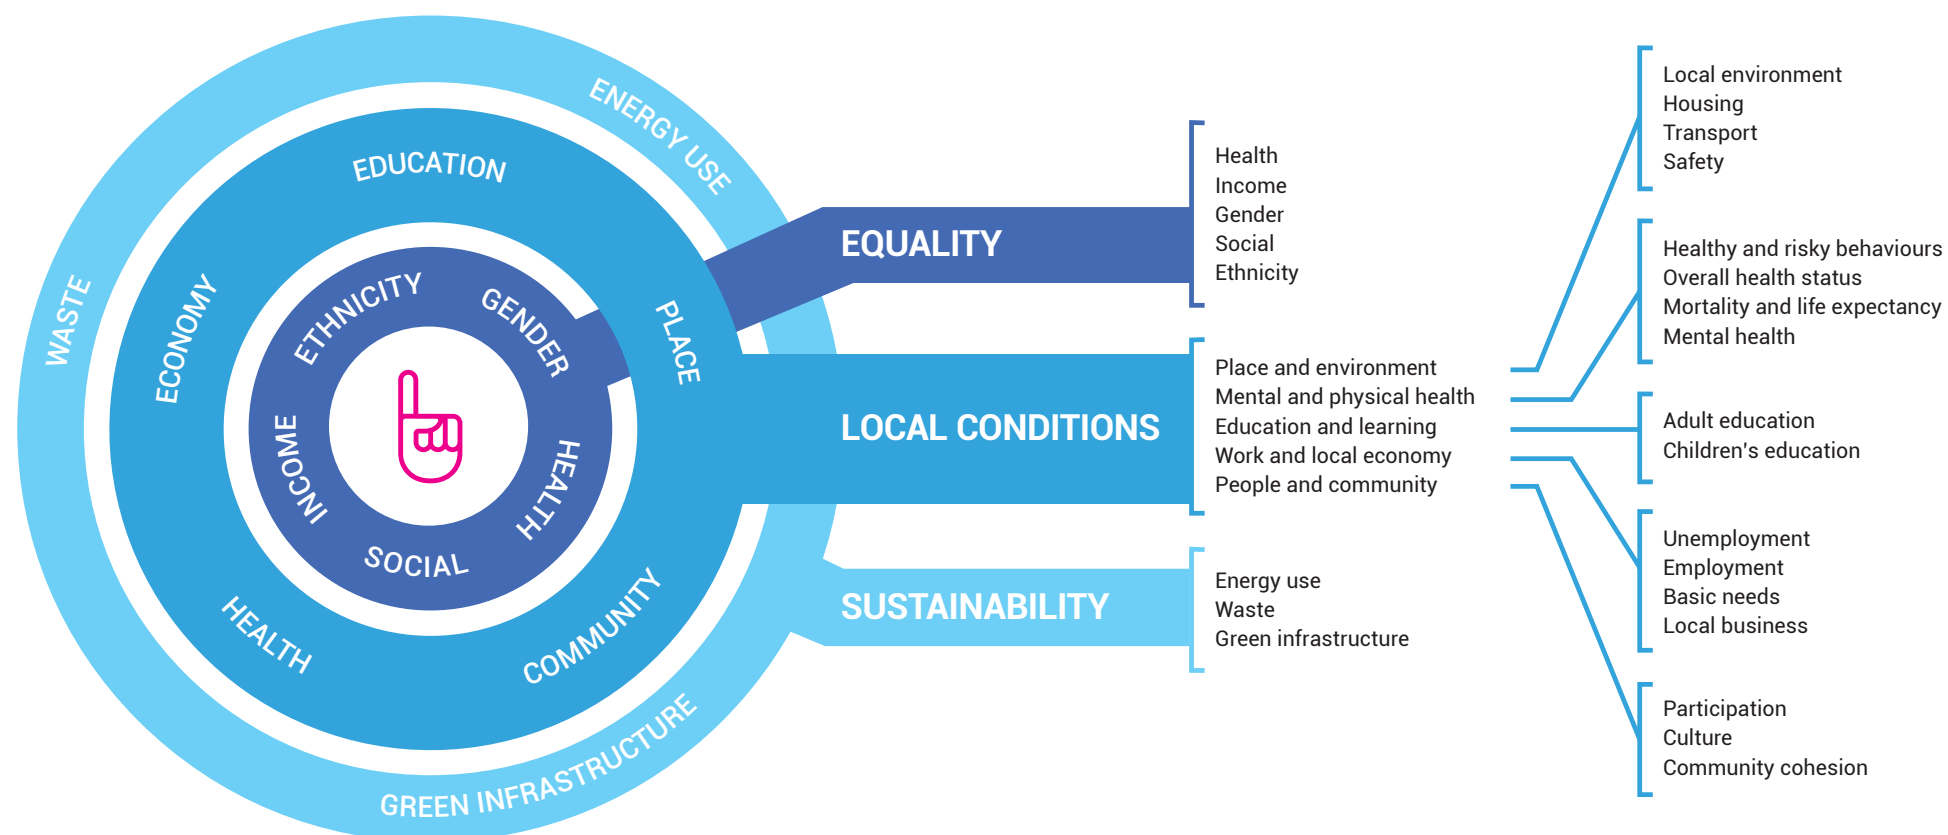 ENERGY USE
WASTE
GREEN INFRASTRUCTURE
EDUCATION
ECONOMY
PLACE
HEALTH
COMMUNITY
ETHNICITY
GENDER
INCOME
HEALTH
SOCIAL
EQUALITY
Health
Income
Gender
Social
Ethnicity
LOCAL CONDITIONS
Place and environment
Mental and physical health
Education and learning
Work and local economy
People and community
SUSTAINABILITY
Energy use
Waste
Green infrastructure
Local environment
Housing
Transport
Safety
Healthy and risky behaviours
Overall health status
Mortality and life expectancy
Mental health
Adult education
Children's education
Unemployment
Employment
Basic needs
Local business
Participation
Culture
Community cohesion